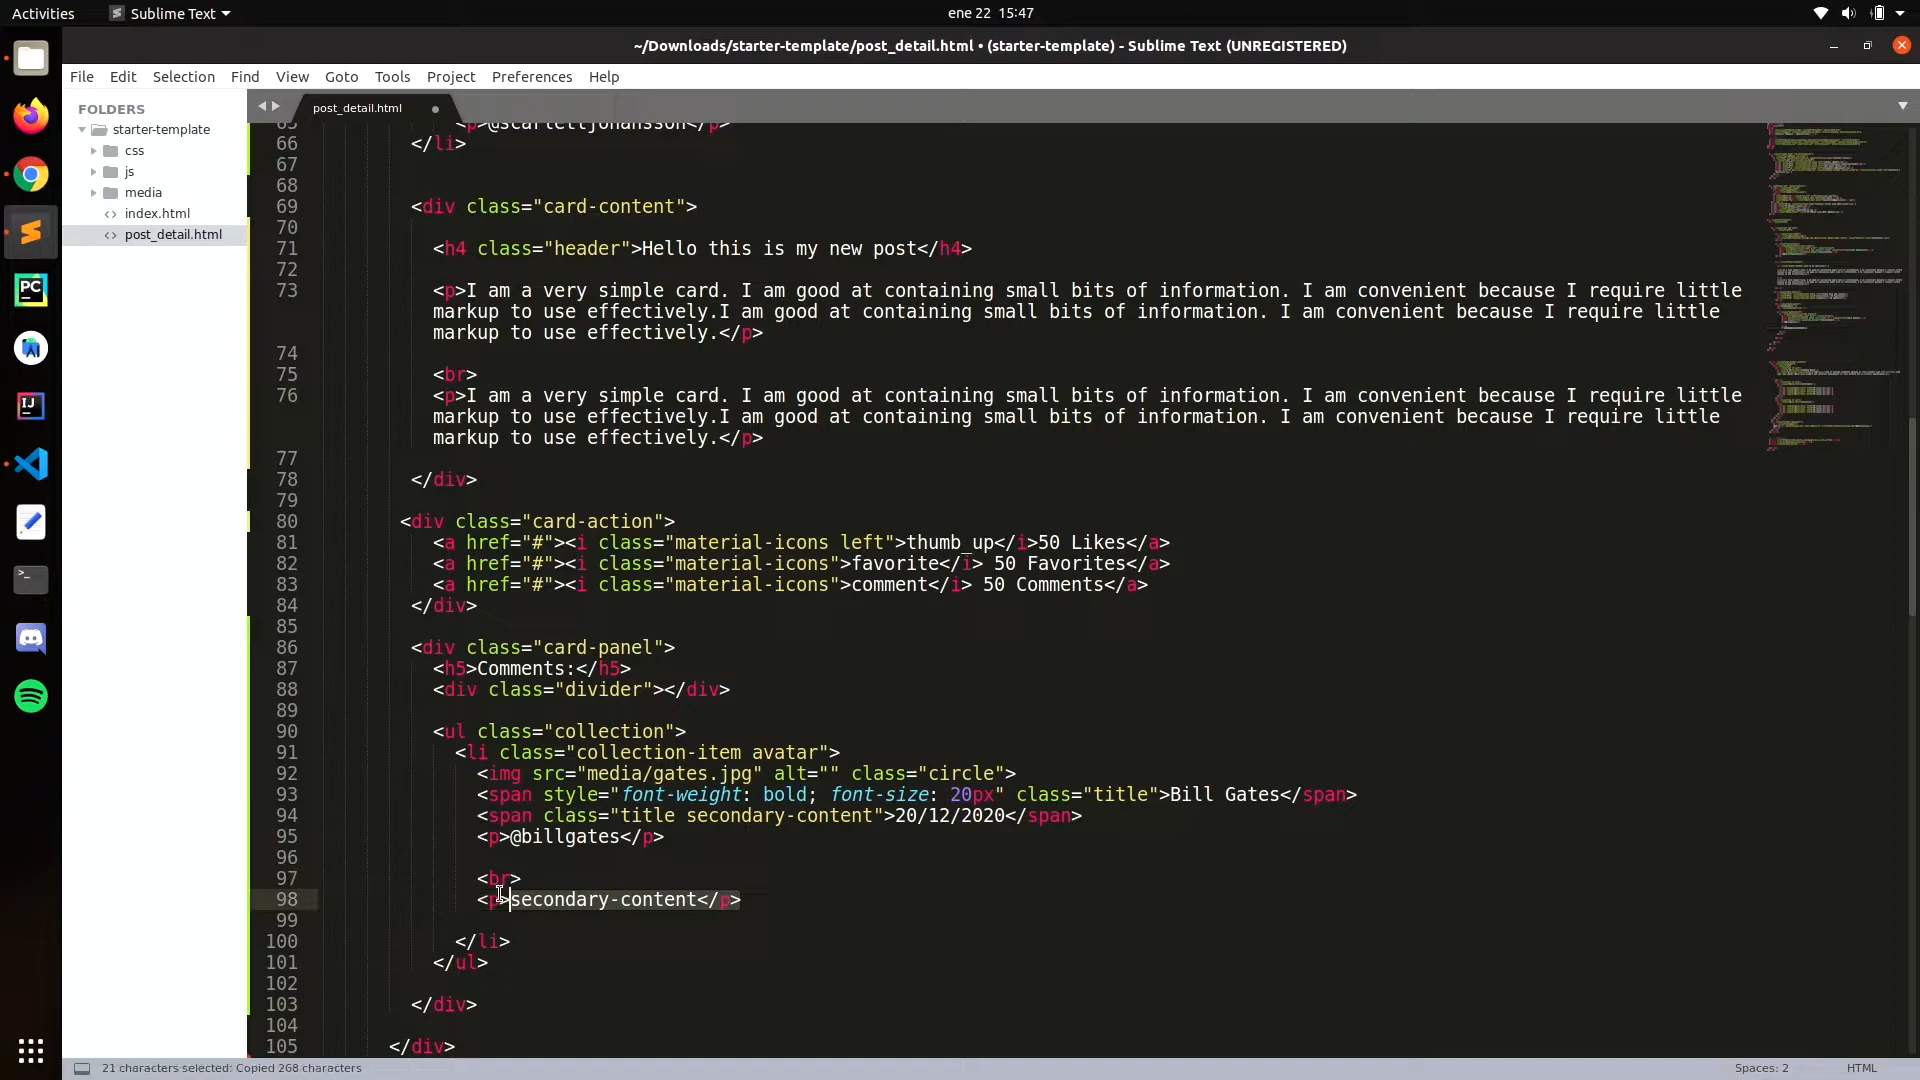 Activities
Sublime Text
ene 22 15:47
~/Downloads/starter-template/post_detail.html • (starter-template) - Sublime Text (UNREGISTERED)
File Edit Selection Find View Goto Tools Project Preferences Help
FOLDERS
starter-template
css
js
media
index.html
post_detail.html
post_detail.html
65 <p>@scarlettjohansson</p>
66 </li>
67
68
69 <div class="card-content">
70
71 <h4 class="header">Hello this is my new post</h4>
72
73 <p>I am a very simple card. I am good at containing small bits of information. I am convenient because I require little
markup to use effectively.I am good at containing small bits of information. I am convenient because I require little
markup to use effectively.</p>
74
75 <br>
76 <p>I am a very simple card. I am good at containing small bits of information. I am convenient because I require little
markup to use effectively.I am good at containing small bits of information. I am convenient because I require little
markup to use effectively.</p>
77
78 </div>
79
80 <div class="card-action">
81 <a href="#"><i class="material-icons left">thumb_up</i>50 Likes</a>
82 <a href="#"><i class="material-icons">favorite</i> 50 Favorites</a>
83 <a href="#"><i class="material-icons">comment</i> 50 Comments</a>
84 </div>
85
86 <div class="card-panel">
87 <h5>Comments:</h5>
88 <div class="divider"></div>
89
90 <ul class="collection">
91 <li class="collection-item avatar">
92 <img src="media/gates.jpg" alt="" class="circle">
93 <span style="font-weight: bold; font-size: 20px" class="title">Bill Gates</span>
94 <span class="title secondary-content">20/12/2020</span>
95 <p>@billgates</p>
96
97 <br>
98 <p>secondary-content</p>
99
100 </li>
101 </ul>
102
103 </div>
104
105 </div>
21 characters selected: Copied 268 characters
Spaces: 2
HTML